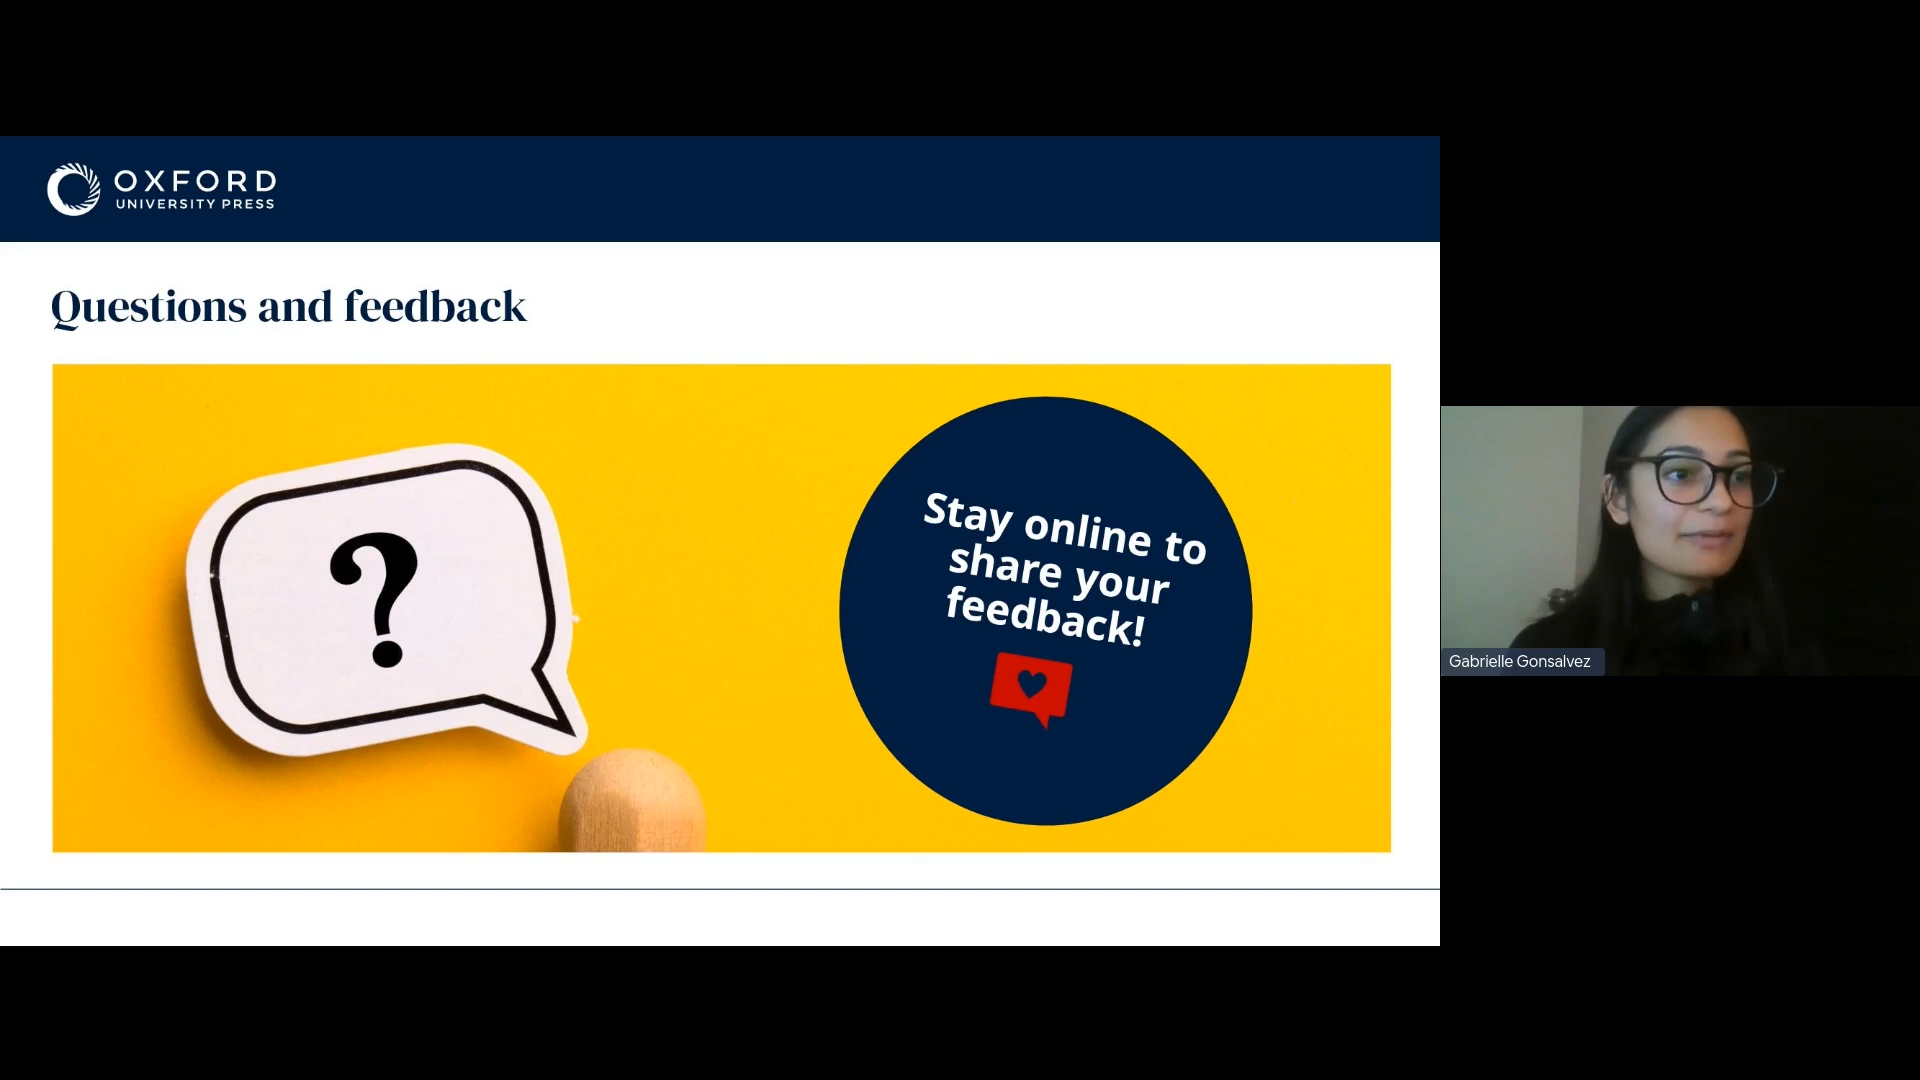 OXFORD
UNIVERSITY PRESS
Questions and feedback
?
Stay online to
share your
feedback!
Gabrielle Gonsalvez